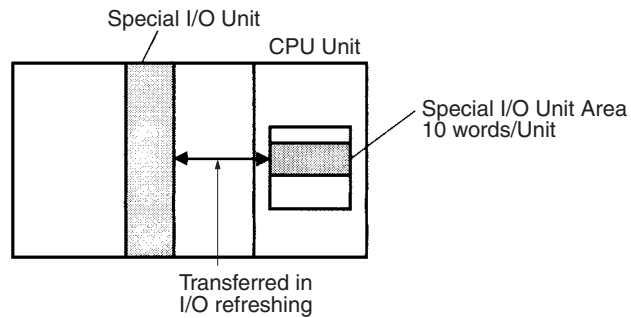 Special I/O Unit
CPU Unit
Special I/O Unit Area
10 words/Unit
Transferred in
I/O refreshing